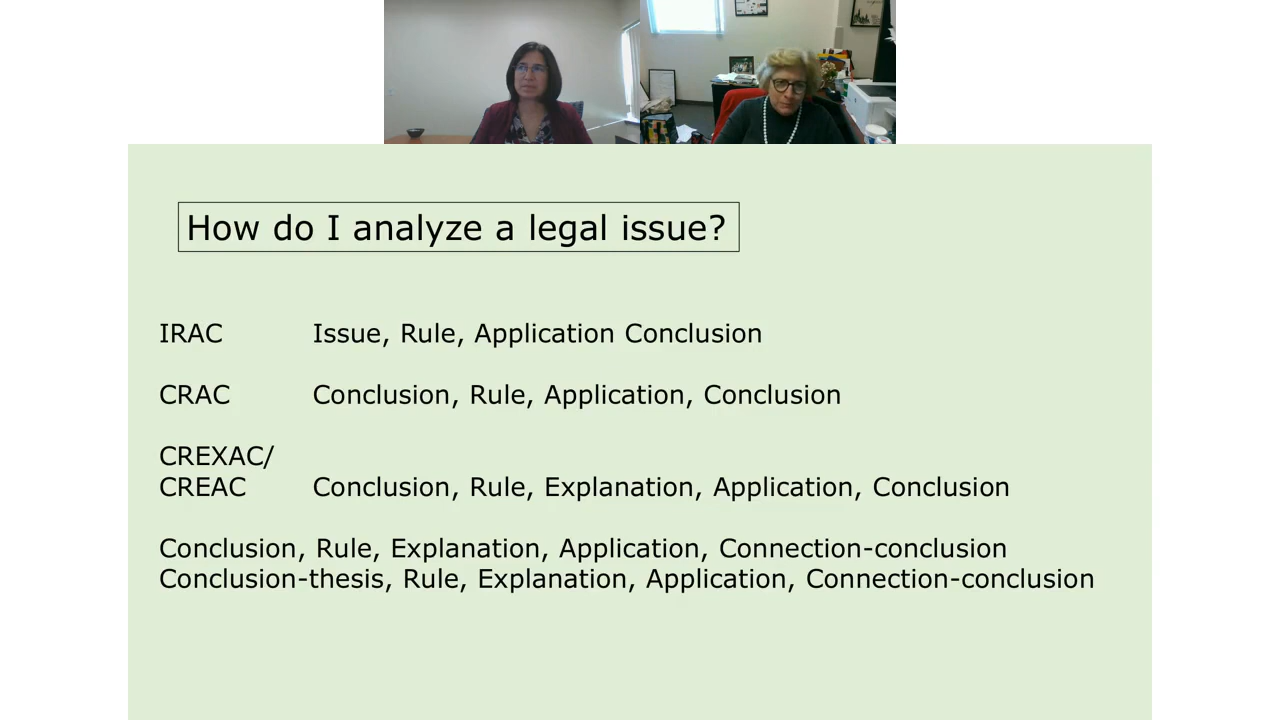 How do I analyze a legal issue?
IRAC Issue, Rule, Application Conclusion
CRAC Conclusion, Rule, Application, Conclusion
CREXAC/
CREAC Conclusion, Rule, Explanation, Application, Conclusion
Conclusion, Rule, Explanation, Application, Connection-conclusion
Conclusion-thesis, Rule, Explanation, Application, Connection-conclusion